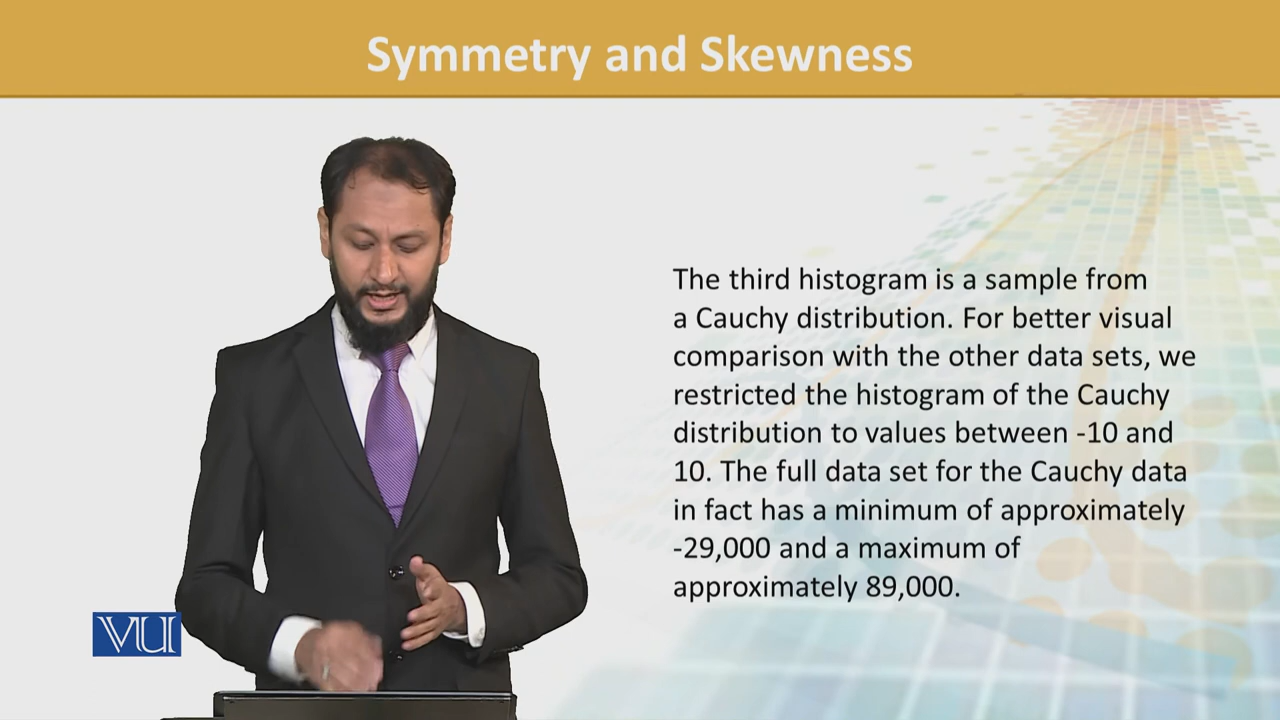 Symmetry and Skewness
The third histogram is a sample from
a Cauchy distribution. For better visual
comparison with the other data sets, we
restricted the histogram of the Cauchy
distribution to values between -10 and
10. The full data set for the Cauchy data
in fact has a minimum of approximately
-29,000 and a maximum of
approximately 89,000.
VU